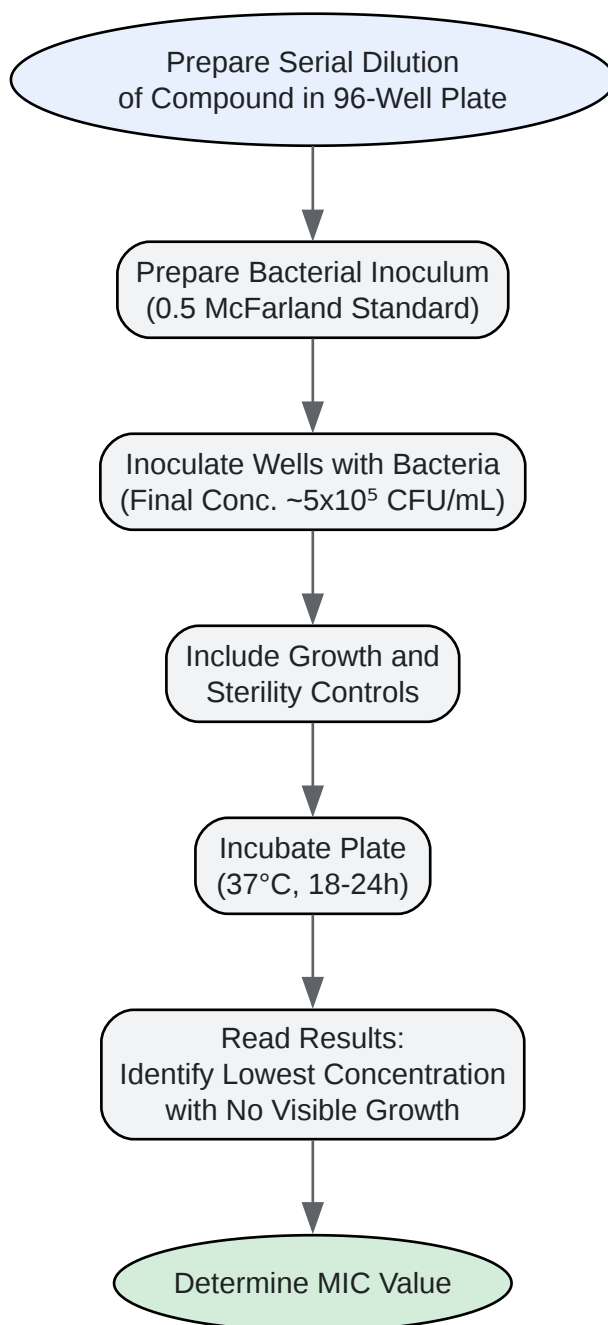 Prepare Serial Dilution
of Compound in 96-Well Plate
Prepare Bacterial Inoculum
(0.5 McFarland Standard)
Inoculate Wells with Bacteria
(Final Conc. ~5x10⁵ CFU/mL)
Include Growth and
Sterility Controls
Incubate Plate
(37°C, 18-24h)
Read Results:
Identify Lowest Concentration
with No Visible Growth
Determine MIC Value